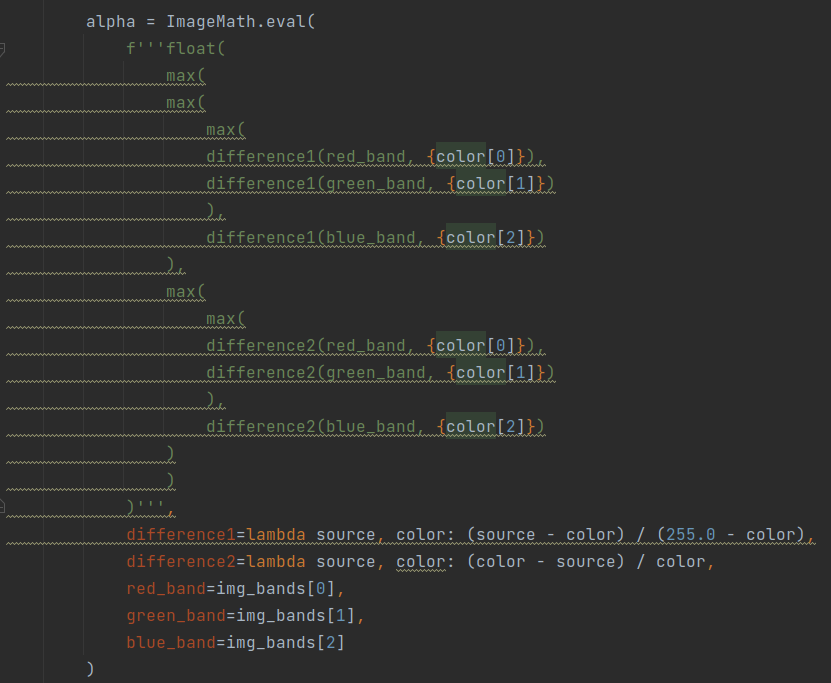 alpha = ImageMath.eval(
f'''float(
max(
max(
max(
difference1(red_band, {color[0]}),
difference1(green_band, {color[1]})
),
difference1(blue_band, {color[2]})
),
max(
max(
difference2(red_band, {color[0]}),
difference2(green_band, {color[1]})
),
difference2(blue_band, {color[2]})
)
)
)''',
difference1=lambda source, color: (source - color) / (255.0 - color),
difference2=lambda source, color: (color - source) / color,
red_band=img_bands[0],
green_band=img_bands[1],
blue_band=img_bands[2]
)